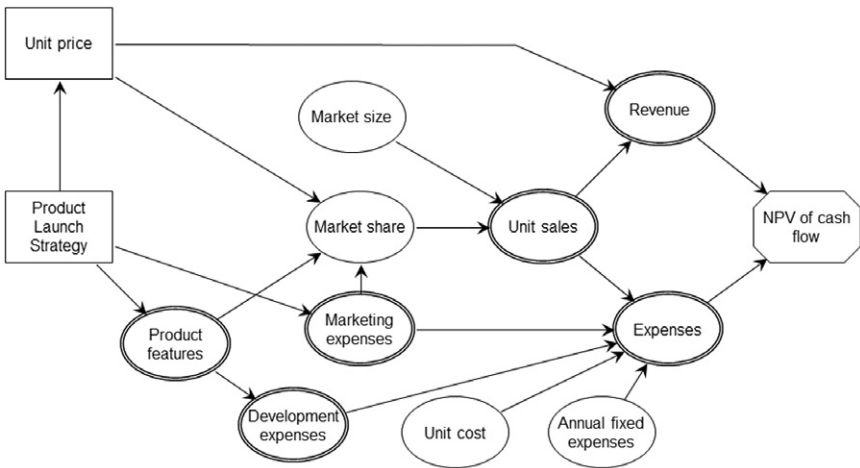 Unit price
Revenue
Market size
Product
Launch
Strategy
Market share
Unit sales
NPV of cash
flow
Product
features
Marketing
expenses
Expenses
Development
expenses
Unit cost
Annual fixed
expenses